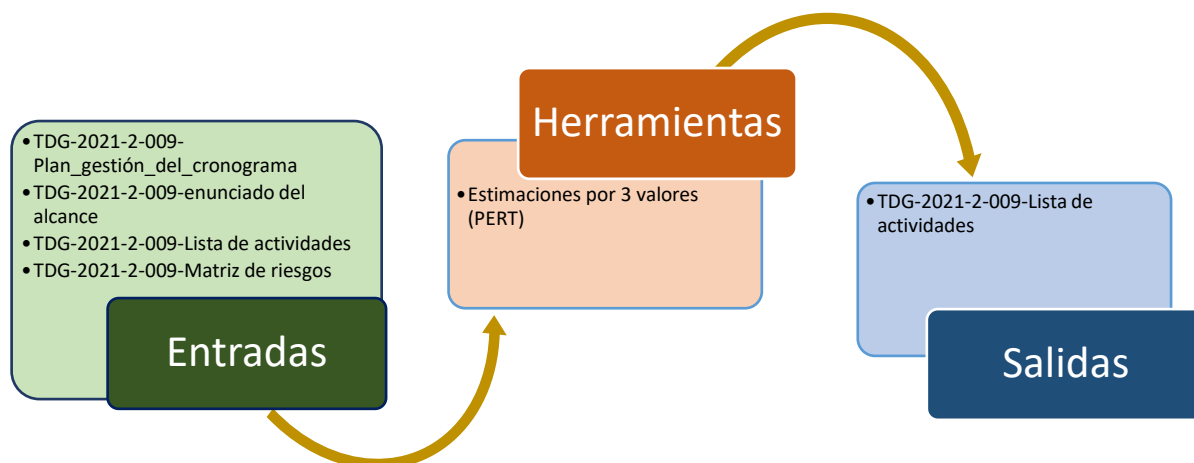 •TDG-2021-2-009-
Plan_gestión_del_cronograma
•TDG-2021-2-009-enunciado del
alcance
•TDG-2021-2-009-Lista de actividades
•TDG-2021-2-009-Matriz de riesgos
Entradas
Herramientas
•Estimaciones por 3 valores
(PERT)
•TDG-2021-2-009-Lista de
actividades
Salidas